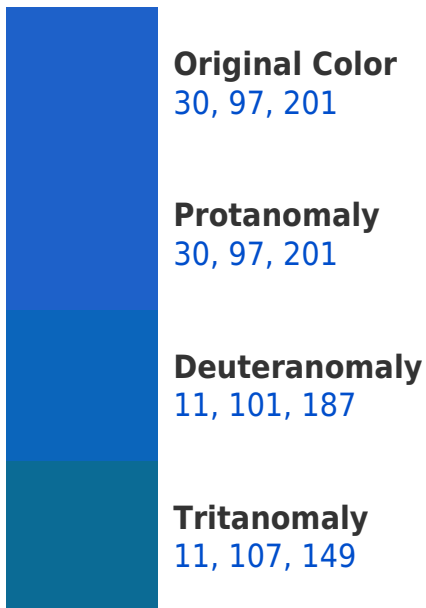 Original Color
30, 97, 201
Protanomaly
30, 97, 201
Deuteranomaly
11, 101, 187
Tritanomaly
11, 107, 149